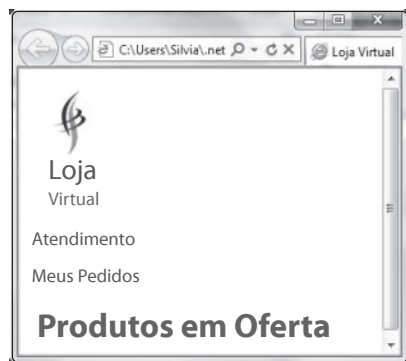 C:\Users\Silvia\.net
Loja Virtual
Loja
Virtual
Atendimento
Meus Pedidos
Produtos em Oferta